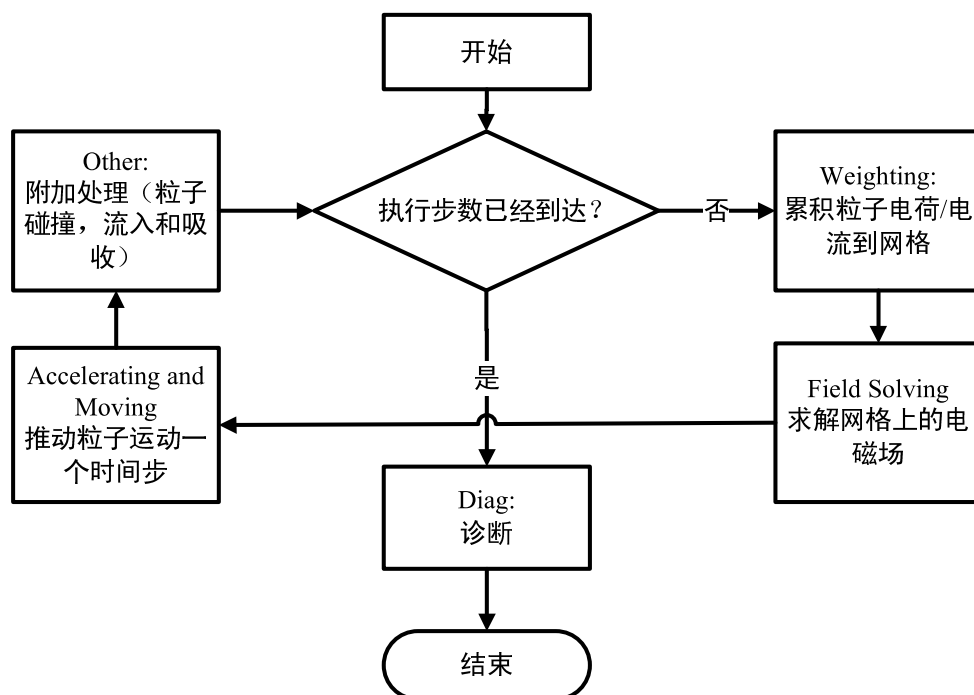 开始
Other:
附加处理（粒子
碰撞，流入和吸
收）
执行步数已经到达？
否
Weighting:
累积粒子电荷/电
流到网格
Accelerating and
Moving
推动粒子运动一
个时间步
是
Field Solving
求解网格上的电
磁场
Diag:
诊断
结束